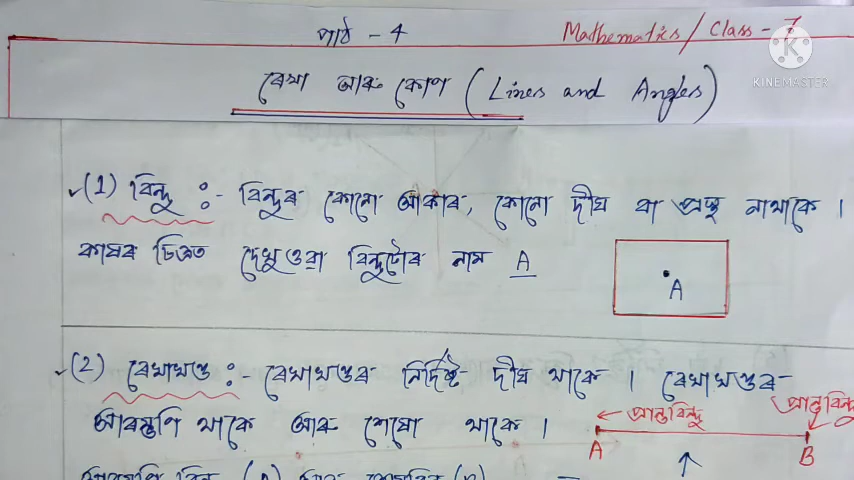 পাঠ - 4
Mathematics / Class - 7
KINEMASTER
ৰেখা আৰু কোণ (Lines and Angles)
(1) বিন্দু :- বিন্দুৰ কোনো আকাৰ, কোনো দীঘ বা প্ৰস্থ নাথাকে।
কাষৰ চিত্ৰত দেখুওৱা বিন্দুটোৰ নাম A
A
(2) ৰেখাখণ্ড :- ৰেখাখণ্ডৰ নিৰ্দিষ্ট দীঘ থাকে। ৰেখাখণ্ডৰ
আৰম্ভণি থাকে আৰু শেষো থাকে।
প্ৰান্তবিন্দু
প্ৰান্তবিন্দু
A B